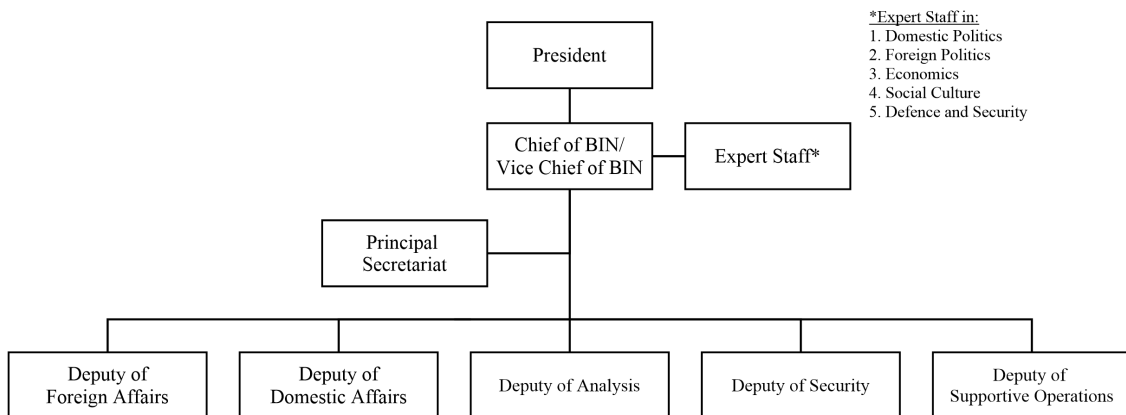 President
*Expert Staff in:
1. Domestic Politics
2. Foreign Politics
3. Economics
4. Social Culture
5. Defence and Security
Chief of BIN/
Vice Chief of BIN
Expert Staff*
Principal
Secretariat
Deputy of
Foreign Affairs
Deputy of
Domestic Affairs
Deputy of Analysis
Deputy of Security
Deputy of
Supportive Operations